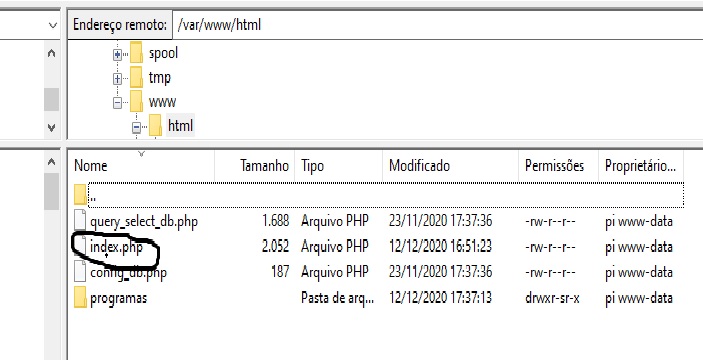 Endereço remoto: /var/www/html
spool
tmp
www
html
Nome Tamanho Tipo Modificado Permissões Proprietário...
..
query_select_db.php 1.688 Arquivo PHP 23/11/2020 17:37:36 -rw-r--r-- pi www-data
index.php 2.052 Arquivo PHP 12/12/2020 16:51:23 -rw-r--r-- pi www-data
config_db.php 187 Arquivo PHP 23/11/2020 17:37:36 -rw-r--r-- pi www-data
programas Pasta de arq... 12/12/2020 17:37:13 drwxr-sr-x pi www-data